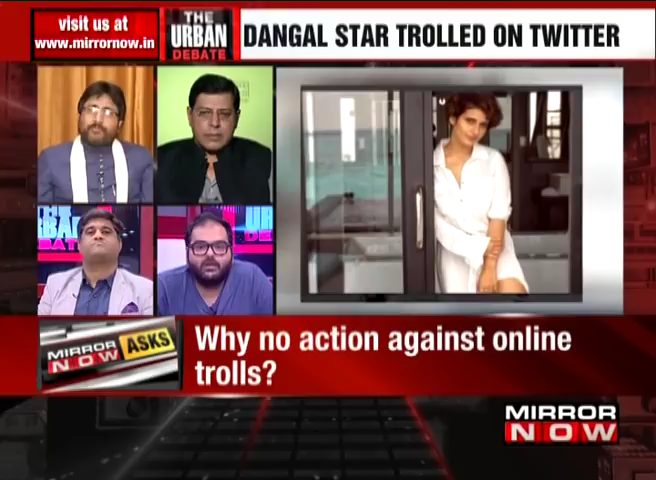 visit us at
www.mirrornow.in
THE
URBAN
DEBATE
DANGAL STAR TROLLED ON TWITTER
MIRROR
NOW
ASKS
Why no action against online
trolls?
MIRROR
NOW